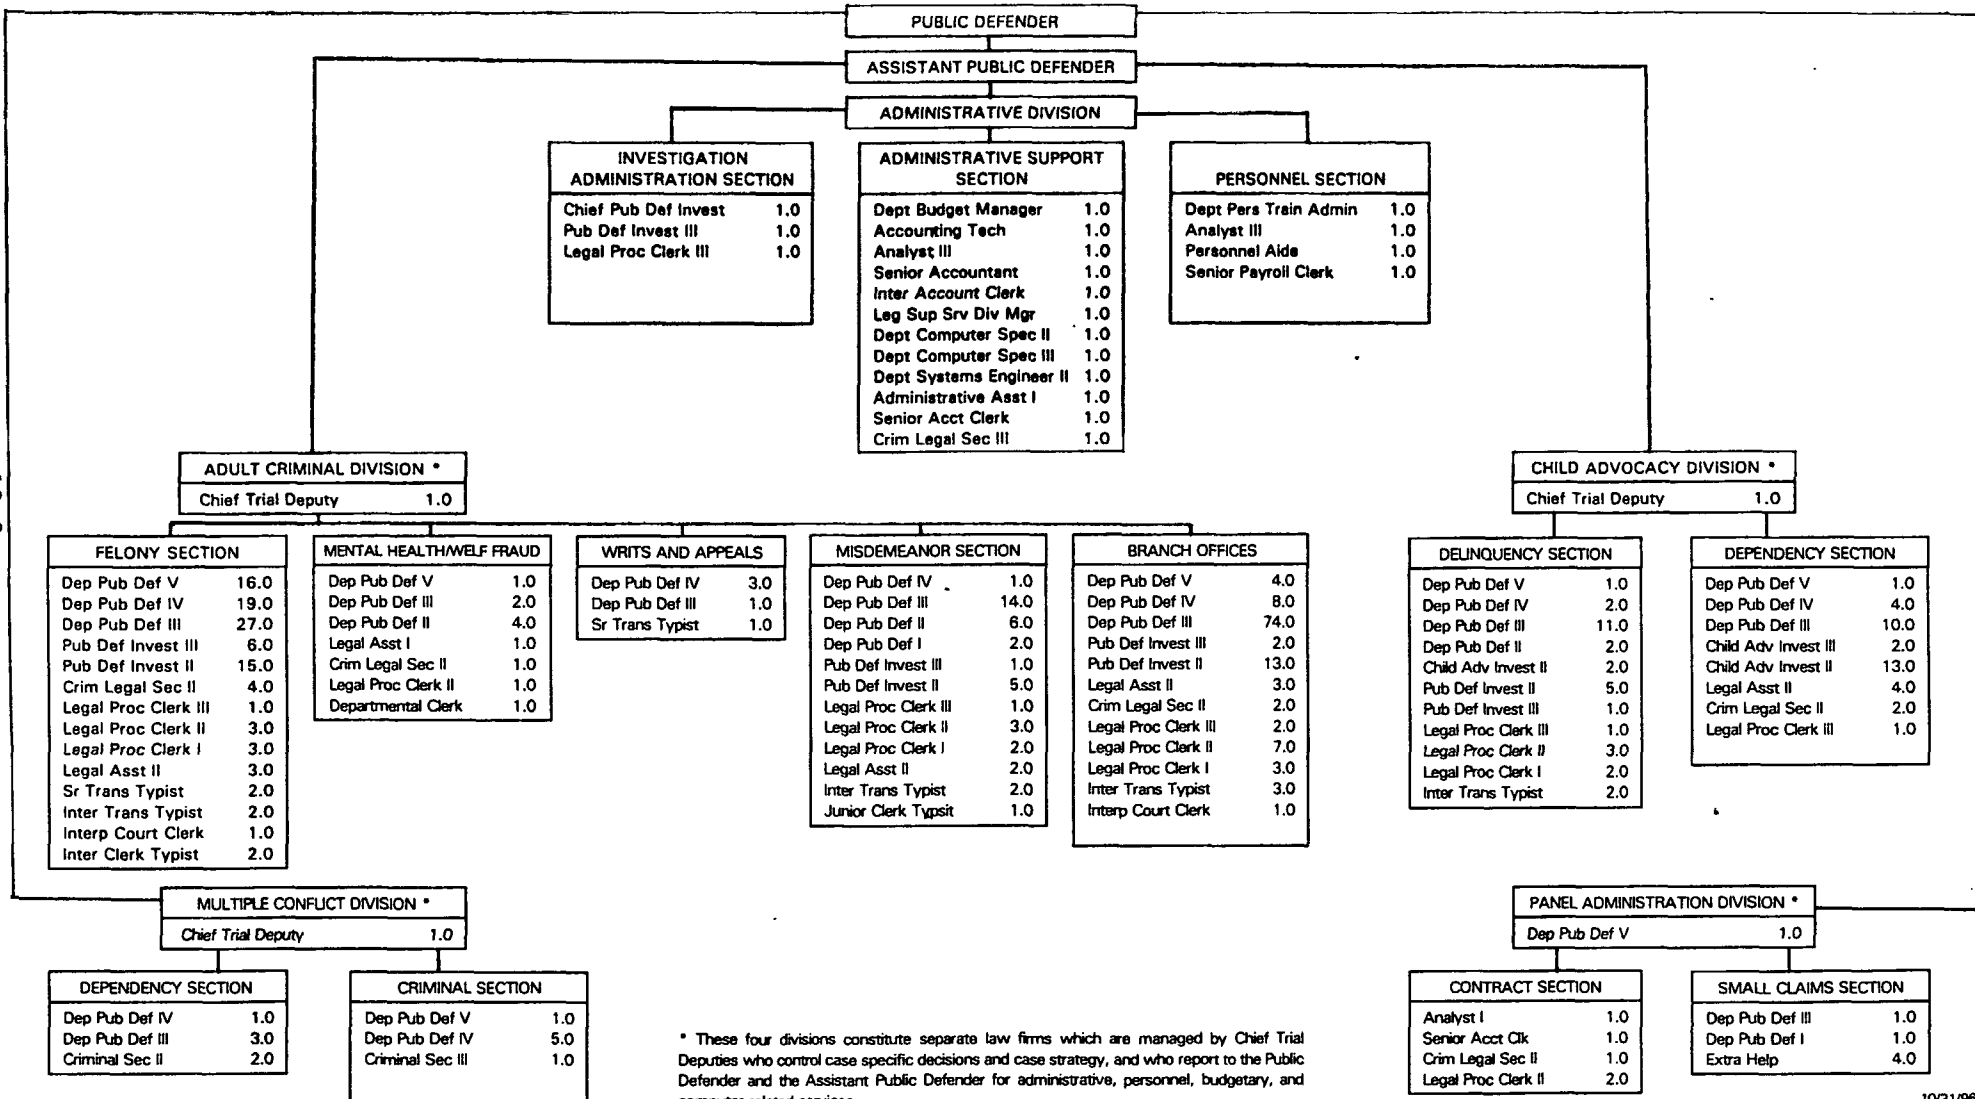 PUBLIC DEFENDER
ASSISTANT PUBLIC DEFENDER
ADMINISTRATIVE DIVISION
INVESTIGATION
ADMINISTRATION SECTION
Chief Pub Def Invest 1.0
Pub Def Invest III 1.0
Legal Proc Clerk III 1.0
ADMINISTRATIVE SUPPORT
SECTION
Dept Budget Manager 1.0
Accounting Tech 1.0
Analyst III 1.0
Senior Accountant 1.0
Inter Account Clerk 1.0
Leg Sup Srv Div Mgr 1.0
Dept Computer Spec II 1.0
Dept Computer Spec III 1.0
Dept Systems Engineer II 1.0
Administrative Asst I 1.0
Senior Acct Clerk 1.0
Crim Legal Sec III 1.0
PERSONNEL SECTION
Dept Pers Train Admin 1.0
Analyst III 1.0
Personnel Aide 1.0
Senior Payroll Clerk 1.0
ADULT CRIMINAL DIVISION *
Chief Trial Deputy 1.0
FELONY SECTION
Dep Pub Def V 16.0
Dep Pub Def IV 19.0
Dep Pub Def III 27.0
Pub Def Invest III 6.0
Pub Def Invest II 15.0
Crim Legal Sec II 4.0
Legal Proc Clerk III 1.0
Legal Proc Clerk II 3.0
Legal Proc Clerk I 3.0
Legal Asst II 3.0
Sr Trans Typist 2.0
Inter Trans Typist 2.0
Interp Court Clerk 1.0
Inter Clerk Typist 2.0
MENTAL HEALTH/WELF FRAUD
Dep Pub Def V 1.0
Dep Pub Def III 2.0
Dep Pub Def II 4.0
Legal Asst I 1.0
Crim Legal Sec II 1.0
Legal Proc Clerk II 1.0
Departmental Clerk 1.0
WRITS AND APPEALS
Dep Pub Def IV 3.0
Dep Pub Def III 1.0
Sr Trans Typist 1.0
MISDEMEANOR SECTION
Dep Pub Def IV 1.0
Dep Pub Def III 14.0
Dep Pub Def II 6.0
Dep Pub Def I 2.0
Pub Def Invest III 1.0
Pub Def Invest II 5.0
Legal Proc Clerk III 1.0
Legal Proc Clerk II 3.0
Legal Proc Clerk I 2.0
Legal Asst II 2.0
Inter Trans Typist 2.0
Junior Clerk Typsit 1.0
BRANCH OFFICES
Dep Pub Def V 4.0
Dep Pub Def IV 8.0
Dep Pub Def III 74.0
Pub Def Invest III 2.0
Pub Def Invest II 13.0
Legal Asst II 3.0
Crim Legal Sec II 2.0
Legal Proc Clerk III 2.0
Legal Proc Clerk II 7.0
Legal Proc Clerk I 3.0
Inter Trans Typist 3.0
Interp Court Clerk 1.0
CHILD ADVOCACY DIVISION *
Chief Trial Deputy 1.0
DELINQUENCY SECTION
Dep Pub Def V 1.0
Dep Pub Def IV 2.0
Dep Pub Def III 11.0
Dep Pub Def II 2.0
Child Adv Invest II 2.0
Pub Def Invest II 5.0
Pub Def Invest III 1.0
Legal Proc Clerk III 1.0
Legal Proc Clerk II 3.0
Legal Proc Clerk I 2.0
Inter Trans Typist 2.0
DEPENDENCY SECTION
Dep Pub Def V 1.0
Dep Pub Def IV 4.0
Dep Pub Def III 10.0
Child Adv Invest III 2.0
Child Adv Invest II 13.0
Legal Asst II 4.0
Crim Legal Sec II 2.0
Legal Proc Clerk III 1.0
MULTIPLE CONFLICT DIVISION *
Chief Trial Deputy 1.0
DEPENDENCY SECTION
Dep Pub Def IV 1.0
Dep Pub Def III 3.0
Criminal Sec II 2.0
CRIMINAL SECTION
Dep Pub Def V 1.0
Dep Pub Def IV 5.0
Criminal Sec III 1.0
PANEL ADMINISTRATION DIVISION *
Dep Pub Def V 1.0
CONTRACT SECTION
Analyst I 1.0
Senior Acct Clk 1.0
Crim Legal Sec II 1.0
Legal Proc Clerk II 2.0
SMALL CLAIMS SECTION
Dep Pub Def III 1.0
Dep Pub Def I 1.0
Extra Help 4.0
* These four divisions constitute separate law firms which are managed by Chief Trial
Deputies who control case specific decisions and case strategy, and who report to the Public
Defender and the Assistant Public Defender for administrative, personnel, budgetary, and